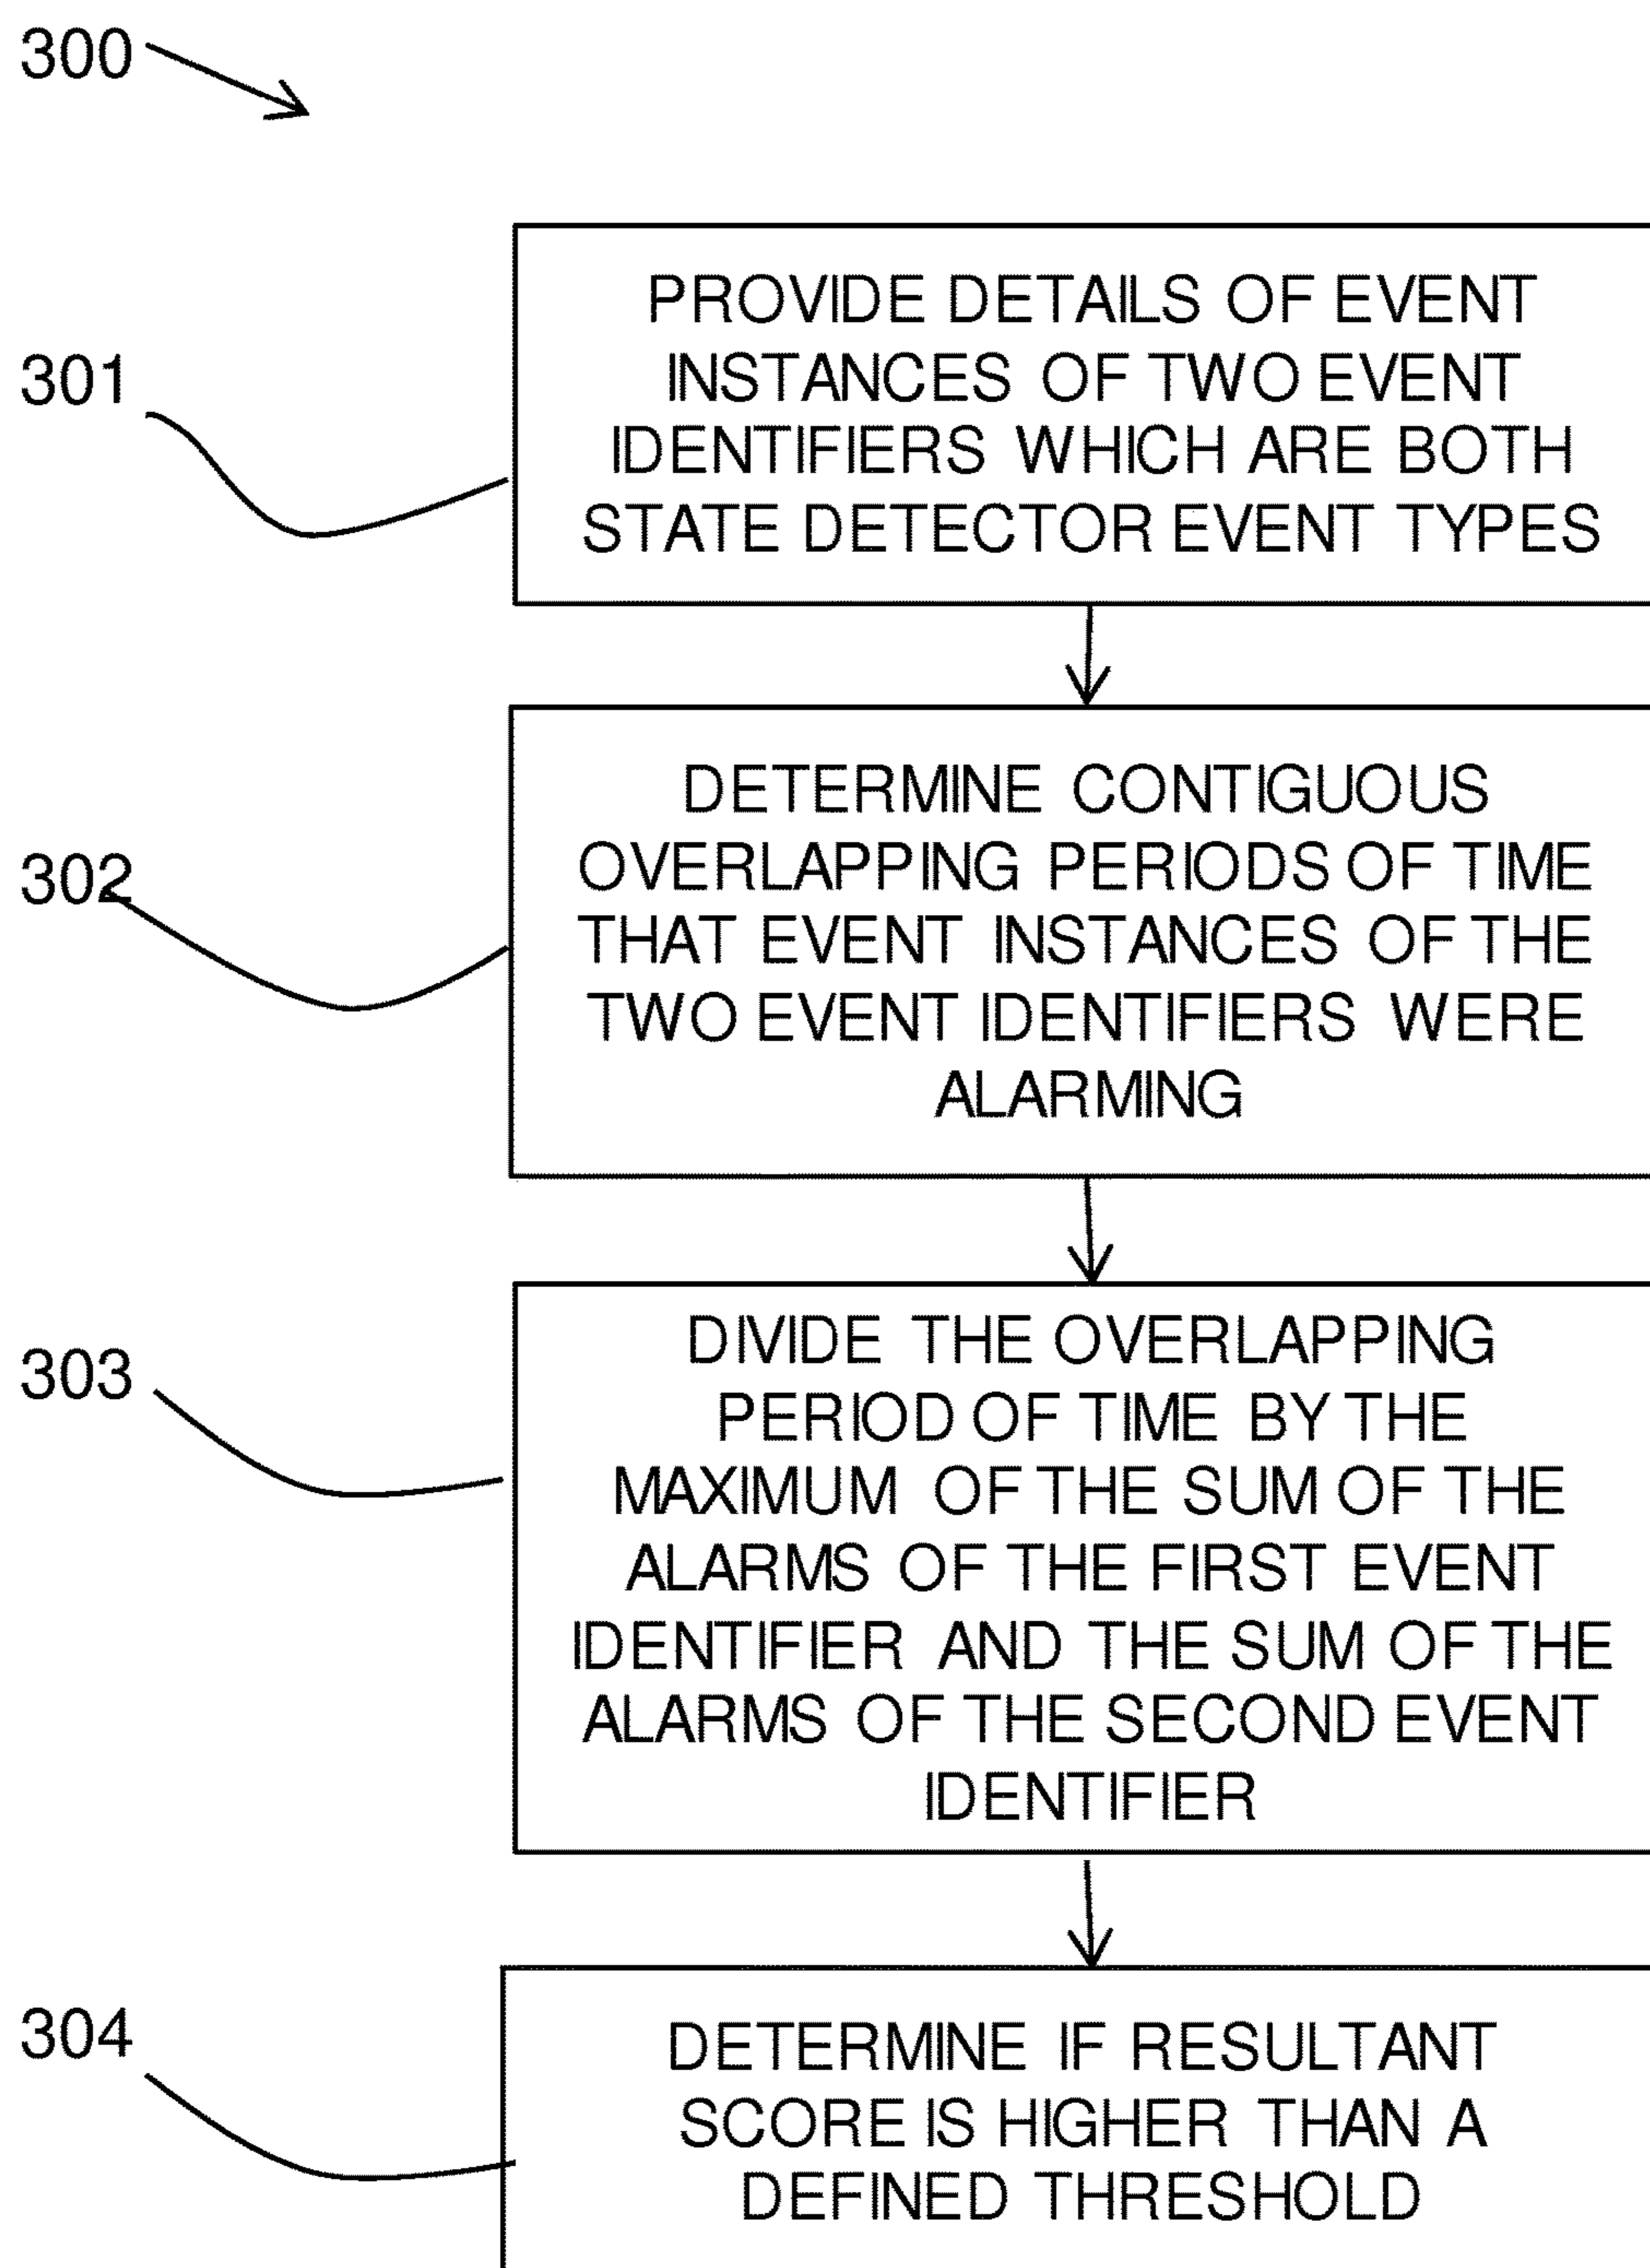 300
301
PROVIDE DETAILS OF EVENT
INSTANCES OF TWO EVENT
IDENTIFIERS WHICH ARE BOTH
STATE DETECTOR EVENT TYPES
302
DETERMINE CONTIGUOUS
OVERLAPPING PERIODS OF TIME
THAT EVENT INSTANCES OF THE
TWO EVENT IDENTIFIERS WERE
ALARMING
303
DIVIDE THE OVERLAPPING
PERIOD OF TIME BY THE
MAXIMUM OF THE SUM OF THE
ALARMS OF THE FIRST EVENT
IDENTIFIER AND THE SUM OF THE
ALARMS OF THE SECOND EVENT
IDENTIFIER
304
DETERMINE IF RESULTANT
SCORE IS HIGHER THAN A
DEFINED THRESHOLD